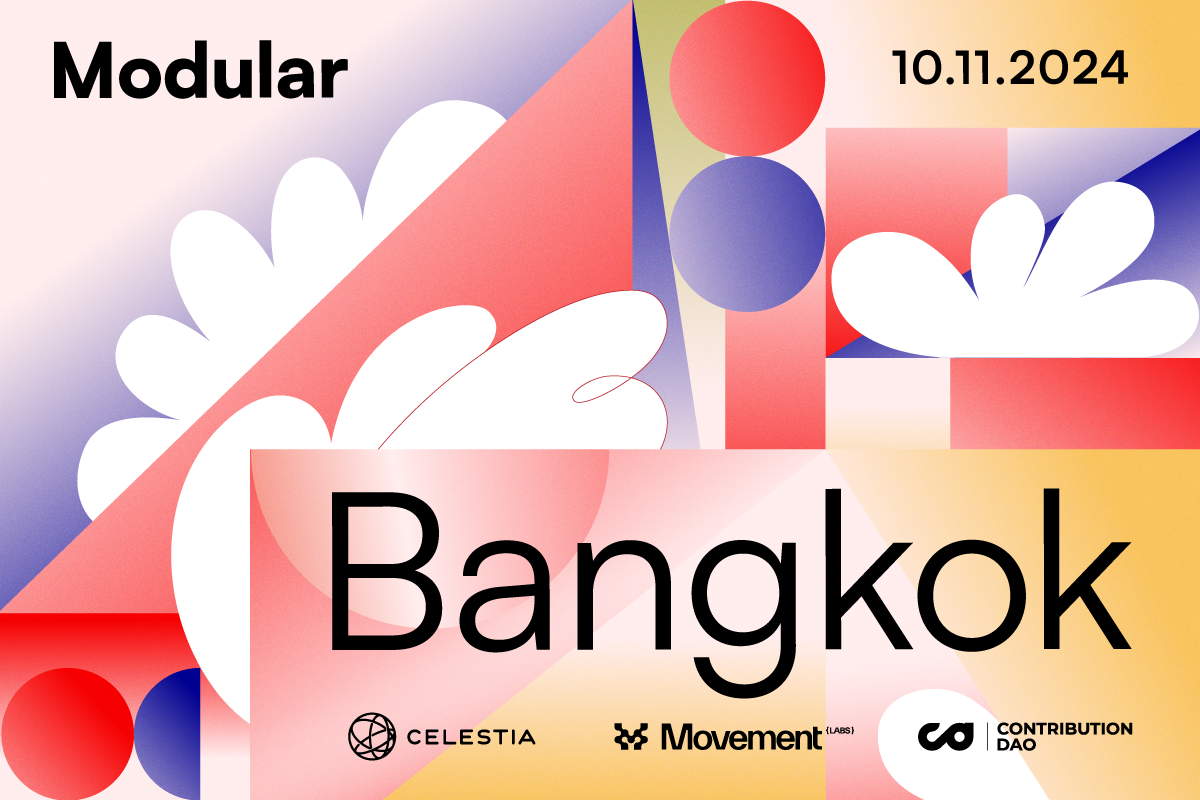 Modular
10.11.2024
Bangkok
CELESTIA
Movement {LABS}
CONTRIBUTION
DAO